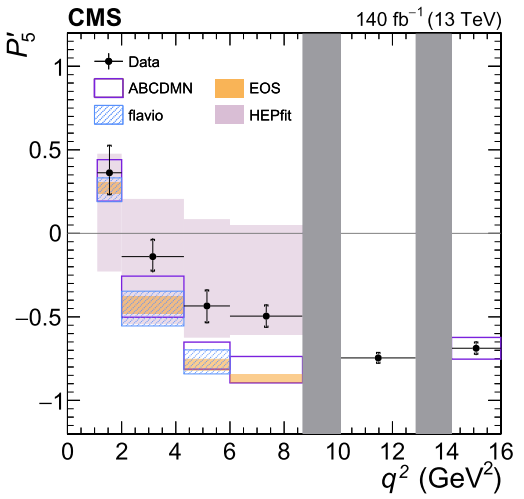 CMS 140 fb⁻¹ (13 TeV)
P₅′
Data
ABCDMN EOS
flavio HEPfit
1
0.5
0
−0.5
−1
0 2 4 6 8 10 12 14 16
q² (GeV²)